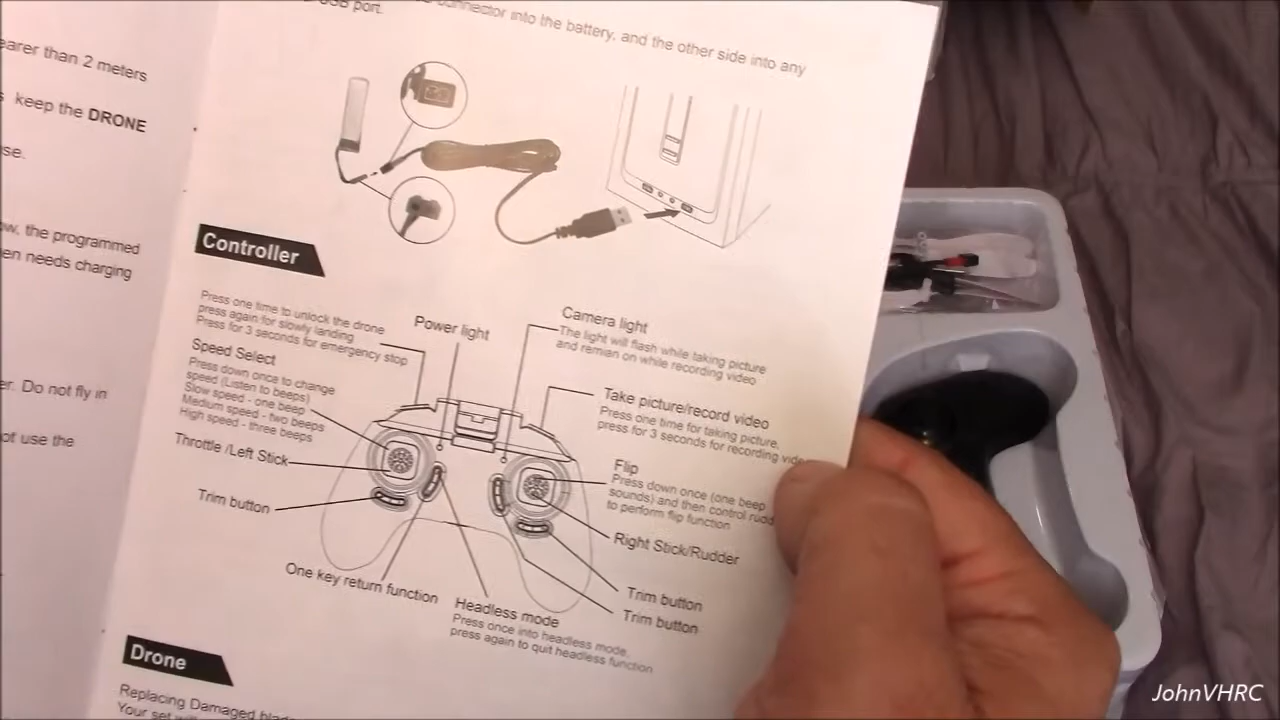 earer than 2 meters
keep the DRONE
se.
ow, the programmed
en needs charging
er. Do not fly in
ot use the
connector into the battery, and the other side into any
USB port.
Controller
Press one time to unlock the drone
press again for slowly landing
Press for 3 seconds for emergency stop
Speed Select
Press down once to change
speed (Listen to beeps)
Slow speed - one beep
Medium speed - two beeps
High speed - three beeps
Throttle /Left Stick
Trim button
One key return function
Power light
Camera light
The light will flash while taking picture
and remian on while recording video
Take picture/record video
Press one time for taking picture,
press for 3 seconds for recording video
Flip
Press down once (one beep
sounds) and then control rudd
to perform flip function
Right Stick/Rudder
Trim button
Trim button
Headless mode
Press once into headless mode,
press again to quit headless function
Drone
Replacing Damaged blad
Your set will
JohnVHRC